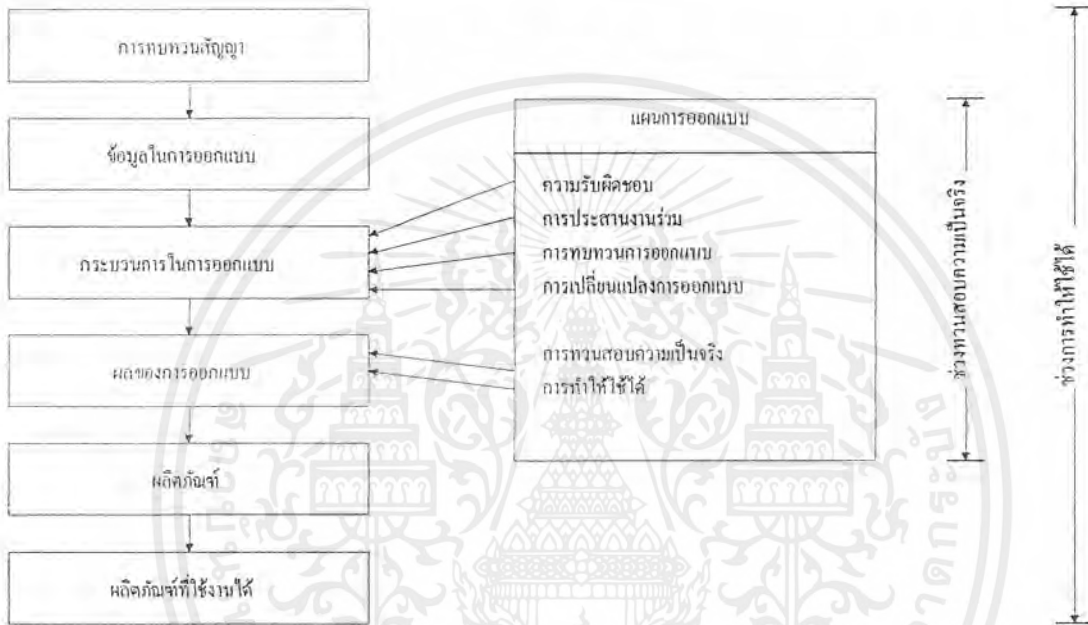 การทบทวนสัญญา
ข้อมูลในการออกแบบ
กระบวนการในการออกแบบ
ผลของการออกแบบ
ผลิตภัณฑ์
ผลิตภัณฑ์ที่ใช้งานได้
แผนการออกแบบ
ความรับผิดชอบ
การประสานงานร่วม
การทบทวนการออกแบบ
การเปลี่ยนแปลงการออกแบบ
การทวนสอบความเป็นจริง
การทำให้ใช้ได้
ช่วงทวนสอบความเป็นจริง
ช่วงการทำให้ใช้ได้